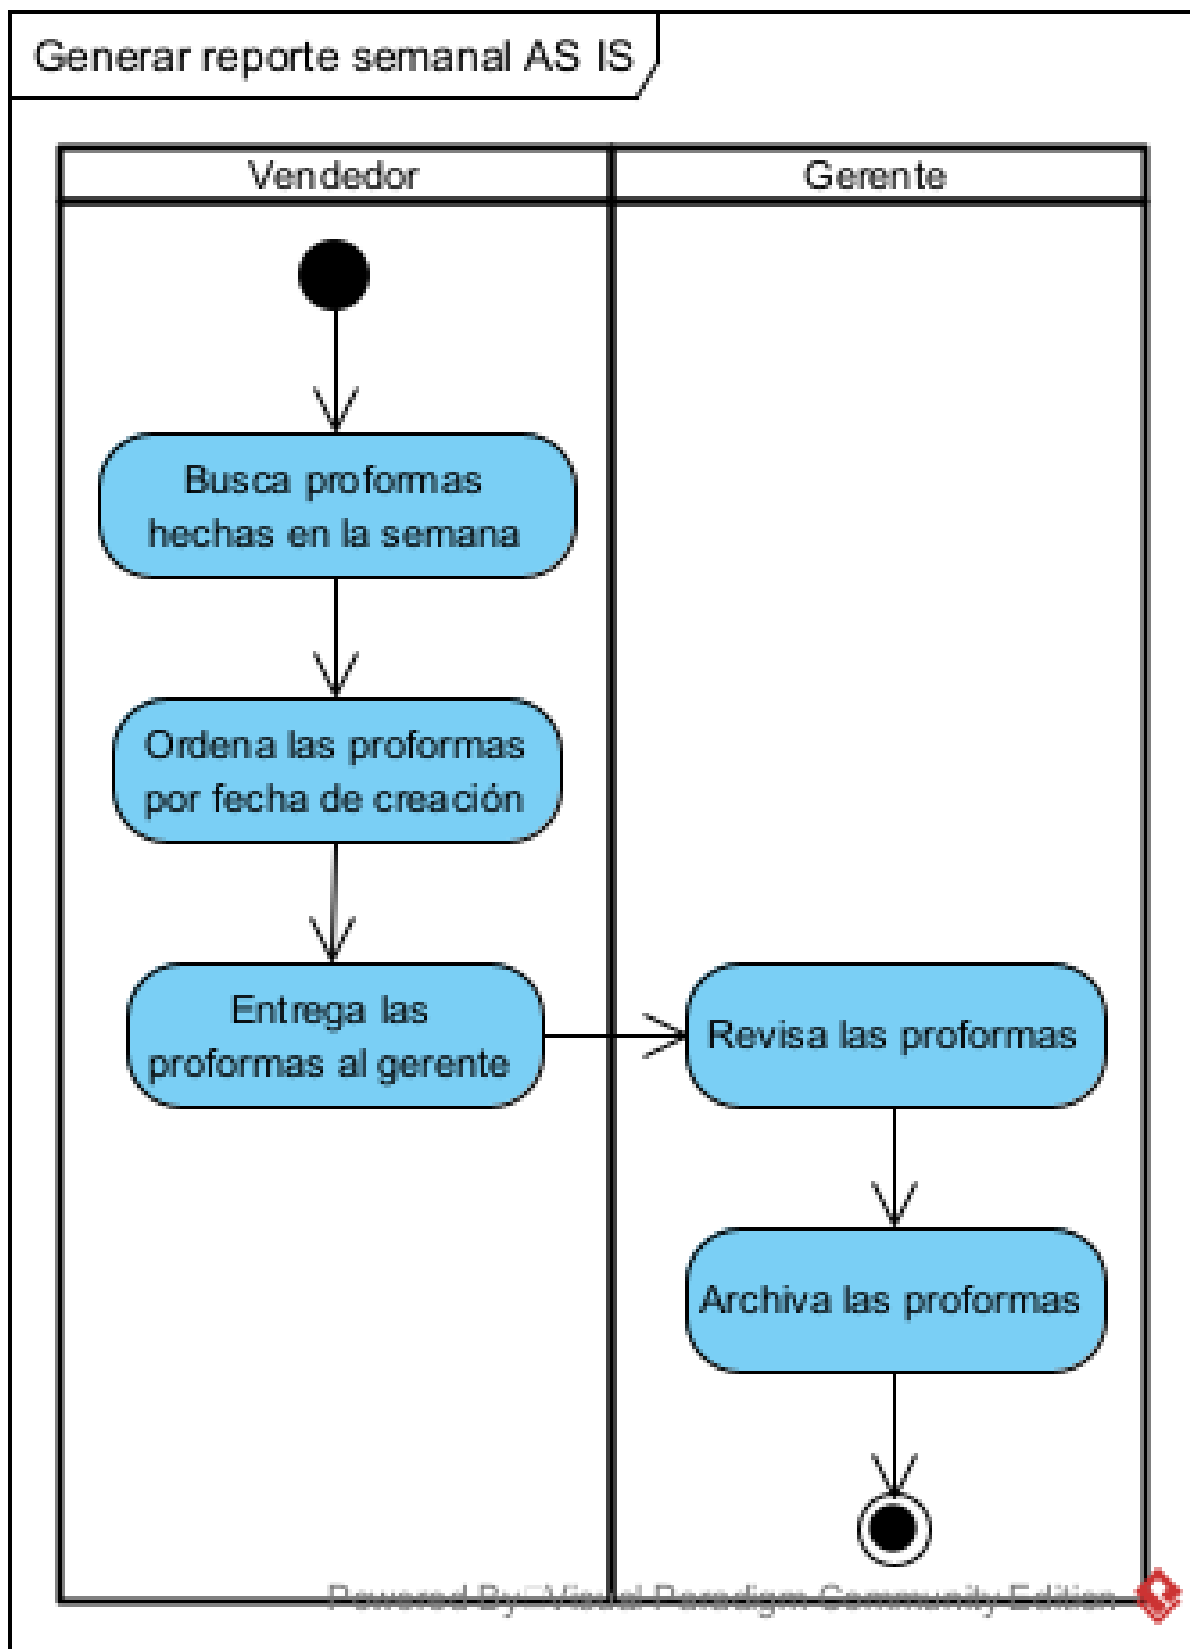 Generar reporte semanal AS IS
Vendedor
Gerente
Busca proformas
hechas en la semana
Ordena las proformas
por fecha de creación
Entrega las
proformas al gerente
Revisa las proformas
Archiva las proformas
Powered By Visual Paradigm Community Edition